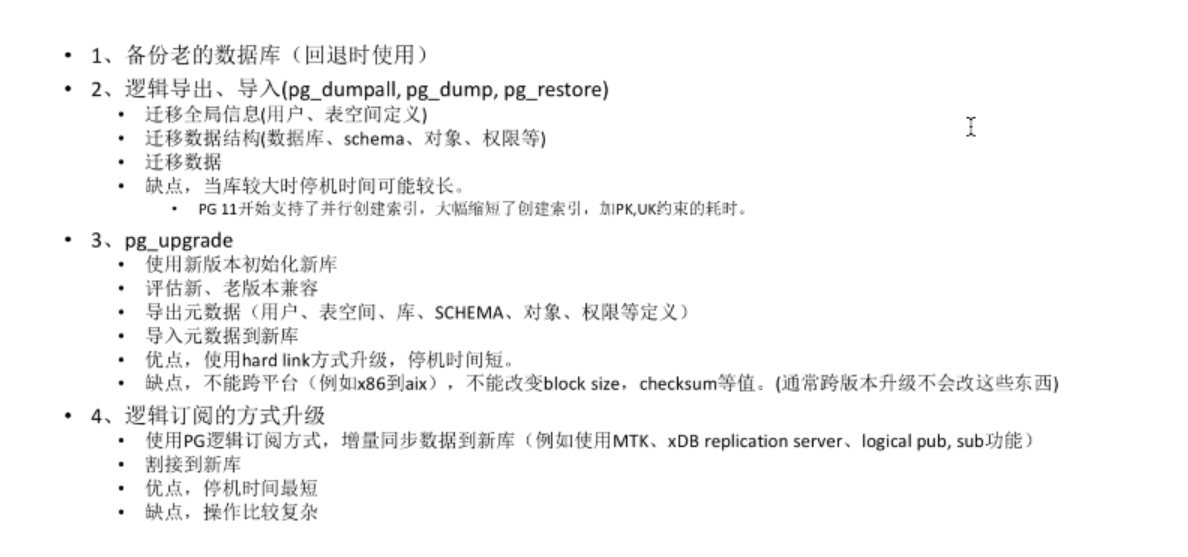 • 1、备份老的数据库（回退时使用）
• 2、逻辑导出、导入(pg_dumpall, pg_dump, pg_restore)
• 迁移全局信息(用户、表空间定义)
• 迁移数据结构(数据库、schema、对象、权限等)
• 迁移数据
• 缺点，当库较大时停机时间可能较长。
• PG 11开始支持了并行创建索引，大幅缩短了创建索引，加PK,UK约束的耗时。
• 3、pg_upgrade
• 使用新版本初始化新库
• 评估新、老版本兼容
• 导出元数据（用户、表空间、库、SCHEMA、对象、权限等定义）
• 导入元数据到新库
• 优点，使用hard link方式升级，停机时间短。
• 缺点，不能跨平台（例如x86到aix），不能改变block size，checksum等值。(通常跨版本升级不会改这些东西)
• 4、逻辑订阅的方式升级
• 使用PG逻辑订阅方式，增量同步数据到新库（例如使用MTK、xDB replication server、logical pub, sub功能）
• 割接到新库
• 优点，停机时间最短
• 缺点，操作比较复杂